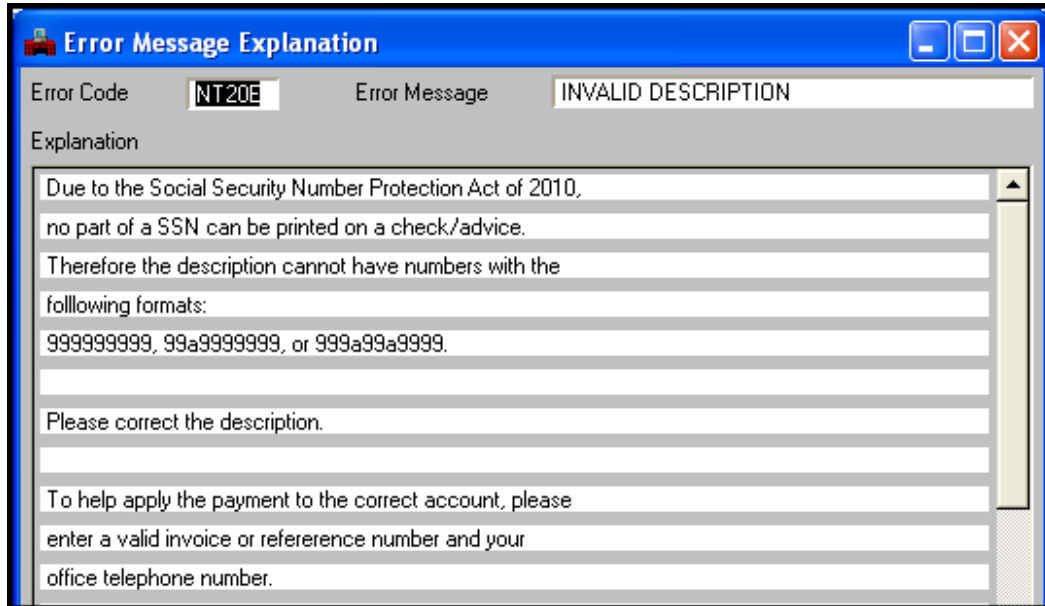 Error Message Explanation
Error Code NT20E Error Message INVALID DESCRIPTION
Explanation
Due to the Social Security Number Protection Act of 2010,
no part of a SSN can be printed on a check/advice.
Therefore the description cannot have numbers with the
folllowing formats:
999999999, 99a9999999, or 999a99a9999.
Please correct the description.
To help apply the payment to the correct account, please
enter a valid invoice or refererence number and your
office telephone number.